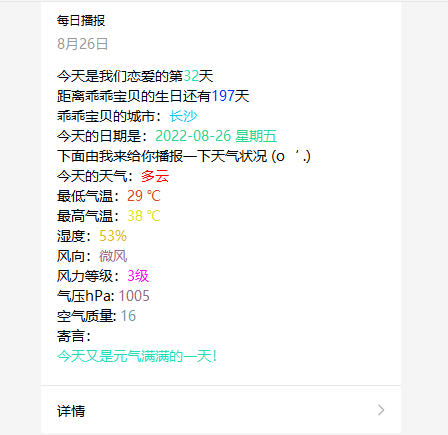 每日播报
8月26日
今天是我们恋爱的第32天
距离乖乖宝贝的生日还有197天
乖乖宝贝的城市：长沙
今天的日期是：2022-08-26 星期五
下面由我来给你播报一下天气状况 (o゜▽゜)
今天的天气：多云
最低气温：29 ℃
最高气温：38 ℃
湿度：53%
风向：微风
风力等级：3级
气压hPa: 1005
空气质量: 16
寄言：
今天又是元气满满的一天！
详情